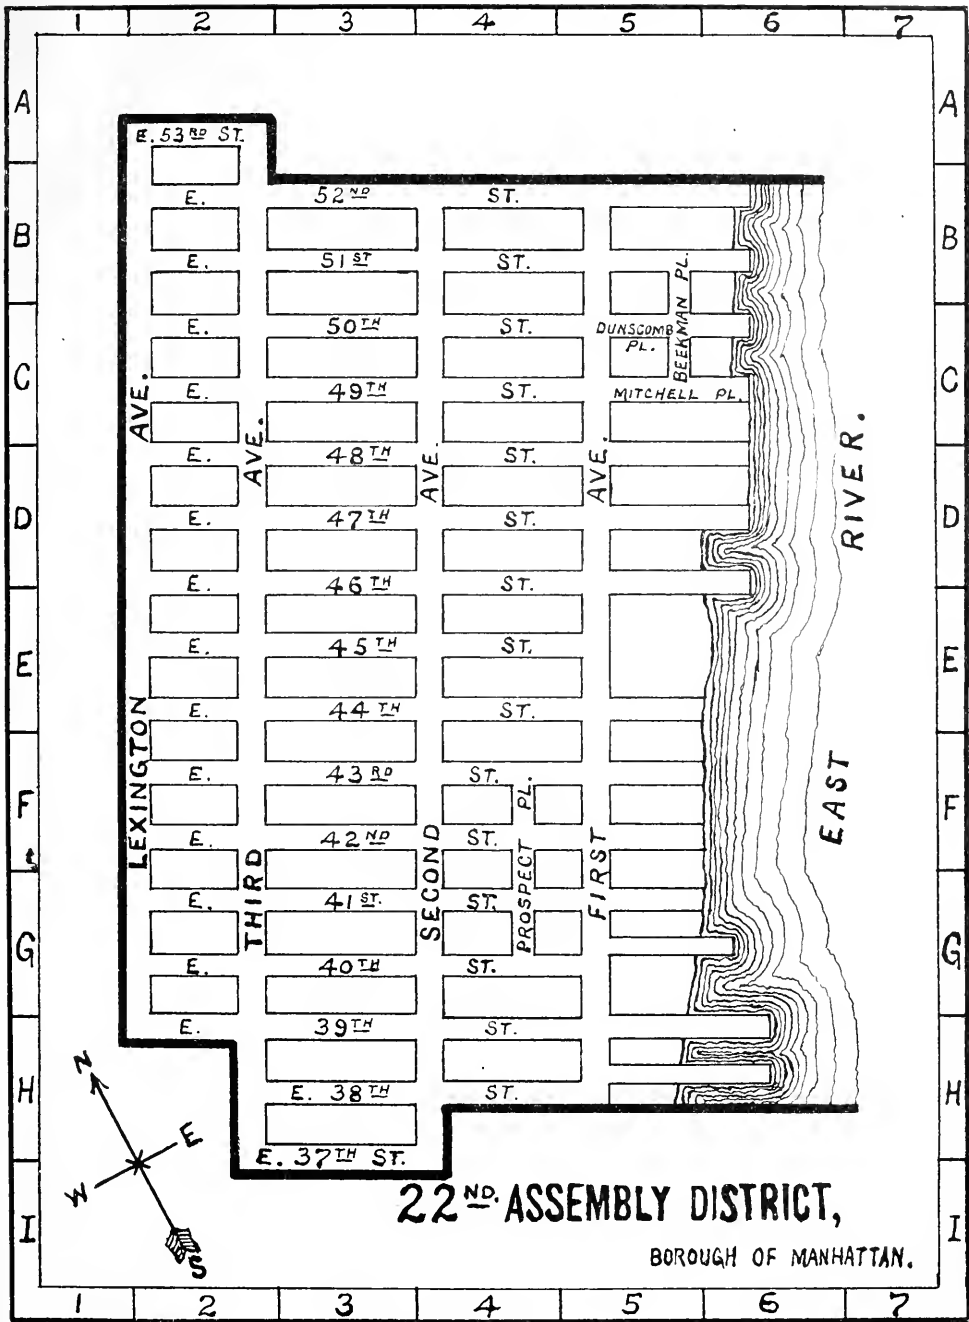 1 2 3 4 5 6 7
A A
E. 53RD ST.
E. 52ND ST.
B B
E. 51ST ST.
BEEKMAN PL.
E. 50TH ST.
DUNSCOMB PL.
C C
E. 49TH ST.
MITCHELL PL.
E. 48TH ST.
D D
E. 47TH ST.
E. 46TH ST.
E E
E. 45TH ST.
E. 44TH ST.
E. 43RD ST.
F F
E. 42ND ST.
PROSPECT PL.
E. 41ST. ST.
G G
E. 40TH ST.
E. 39TH ST.
H H
E. 38TH ST.
E. 37TH ST.
I I
LEXINGTON AVE.
THIRD AVE.
SECOND AVE.
FIRST AVE.
EAST RIVER.
N
E
W
S
22ND. ASSEMBLY DISTRICT,
BOROUGH OF MANHATTAN.
1 2 3 4 5 6 7